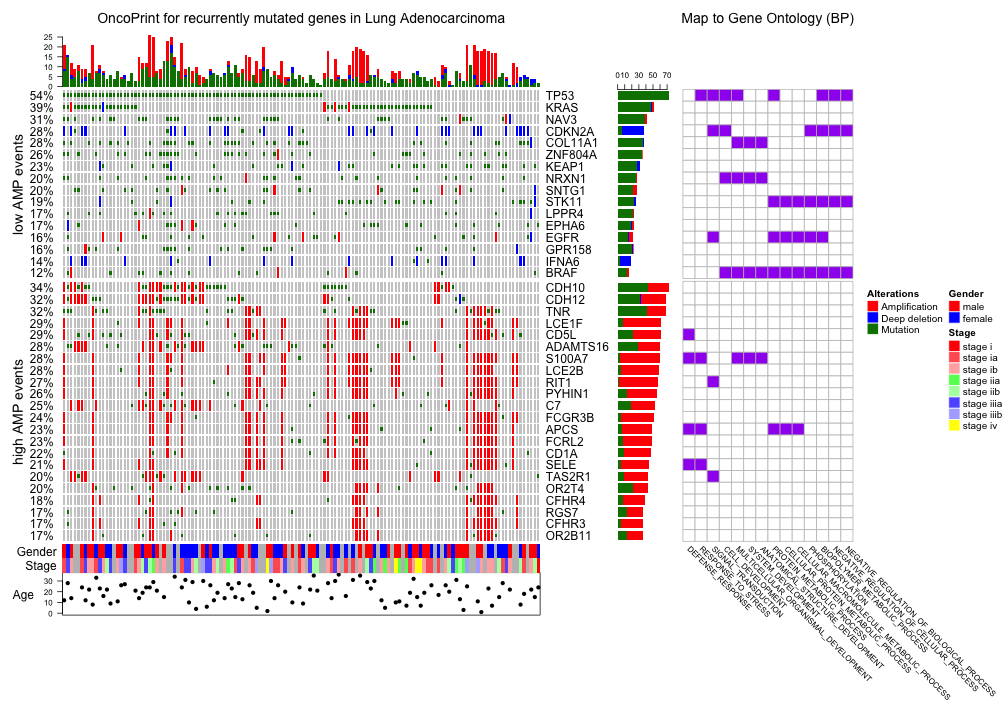 OncoPrint for recurrently mutated genes in Lung Adenocarcinoma
Map to Gene Ontology (BP)
25
20
15
10
5
0
0 10 30 50 70
low AMP events
54% TP53
39% KRAS
31% NAV3
28% CDKN2A
28% COL11A1
26% ZNF804A
23% KEAP1
20% NRXN1
20% SNTG1
19% STK11
17% LPPR4
17% EPHA6
16% EGFR
16% GPR158
14% IFNA6
12% BRAF
high AMP events
34% CDH10
32% CDH12
32% TNR
29% LCE1F
29% CD5L
28% ADAMTS16
28% S100A7
28% LCE2B
27% RIT1
26% PYHIN1
25% C7
24% FCGR3B
23% APCS
23% FCRL2
22% CD1A
21% SELE
20% TAS2R1
20% OR2T4
18% CFHR4
17% RGS7
17% CFHR3
17% OR2B11
Gender
Stage
Age
30
20
10
0
DEFENSE_RESPONSE
RESPONSE_TO_STRESS
SIGNAL_TRANSDUCTION
CELL_DEVELOPMENT
MULTICELLULAR_ORGANISMAL_DEVELOPMENT
SYSTEM_DEVELOPMENT
ANATOMICAL_STRUCTURE_DEVELOPMENT
PROTEIN_METABOLIC_PROCESS
CELLULAR_PROTEIN_METABOLIC_PROCESS
CELLULAR_MACROMOLECULE_METABOLIC_PROCESS
PHOSPHORYLATION
BIOPOLYMER_METABOLIC_PROCESS
NEGATIVE_REGULATION_OF_CELLULAR_PROCESS
NEGATIVE_REGULATION_OF_BIOLOGICAL_PROCESS
Alterations
Amplification
Deep deletion
Mutation
Gender
male
female
Stage
stage i
stage ia
stage ib
stage iia
stage iib
stage iiia
stage iiib
stage iv